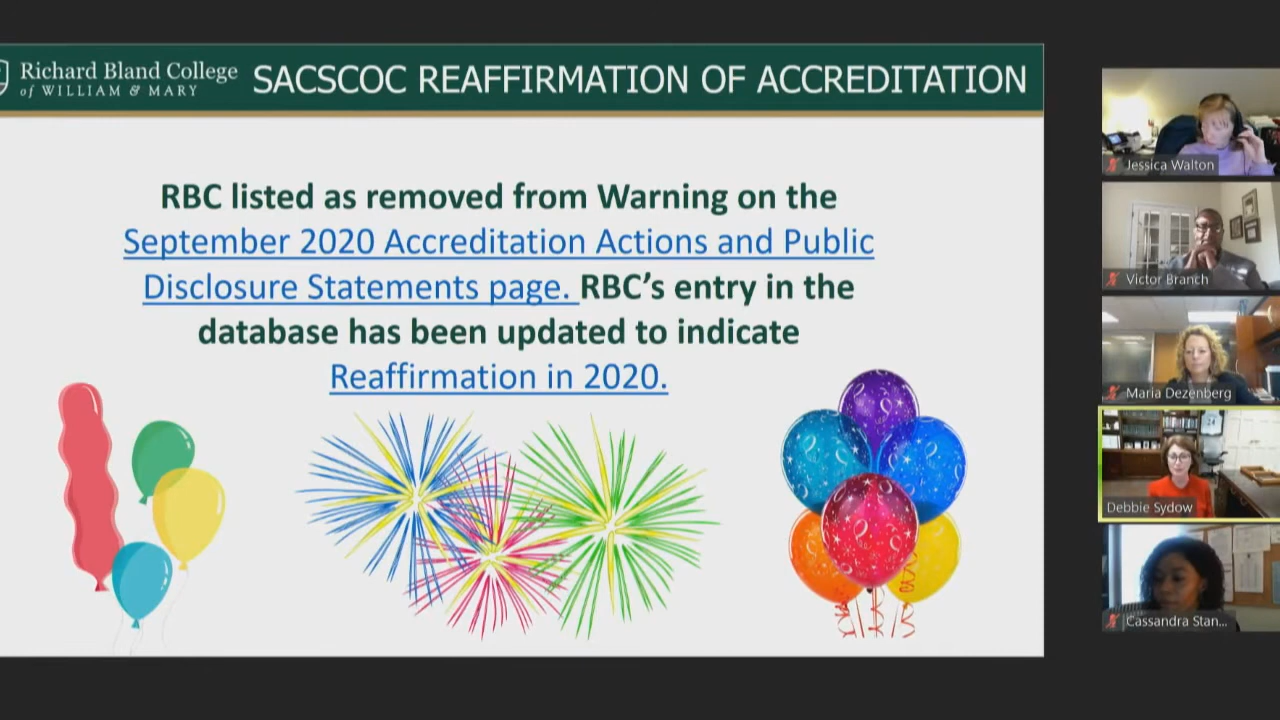 Richard Bland College
of WILLIAM & MARY
SACSCOC REAFFIRMATION OF ACCREDITATION
RBC listed as removed from Warning on the
September 2020 Accreditation Actions and Public
Disclosure Statements page. RBC’s entry in the
database has been updated to indicate
Reaffirmation in 2020.
Jessica Walton
Victor Branch
Maria Dezenberg
24
Debbie Sydow
Cassandra Stan...